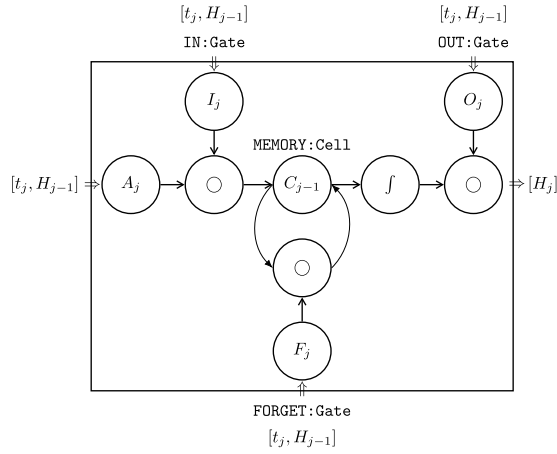 [t_j, H_{j−1}] [t_j, H_{j−1}]
IN:Gate OUT:Gate
⇓ ⇓
I_j O_j
MEMORY:Cell
[t_j, H_{j−1}] ⇒ A_j ○ C_{j−1} ∫ ○ ⇒ [H_j]
○
F_j
⇑
FORGET:Gate
[t_j, H_{j−1}]